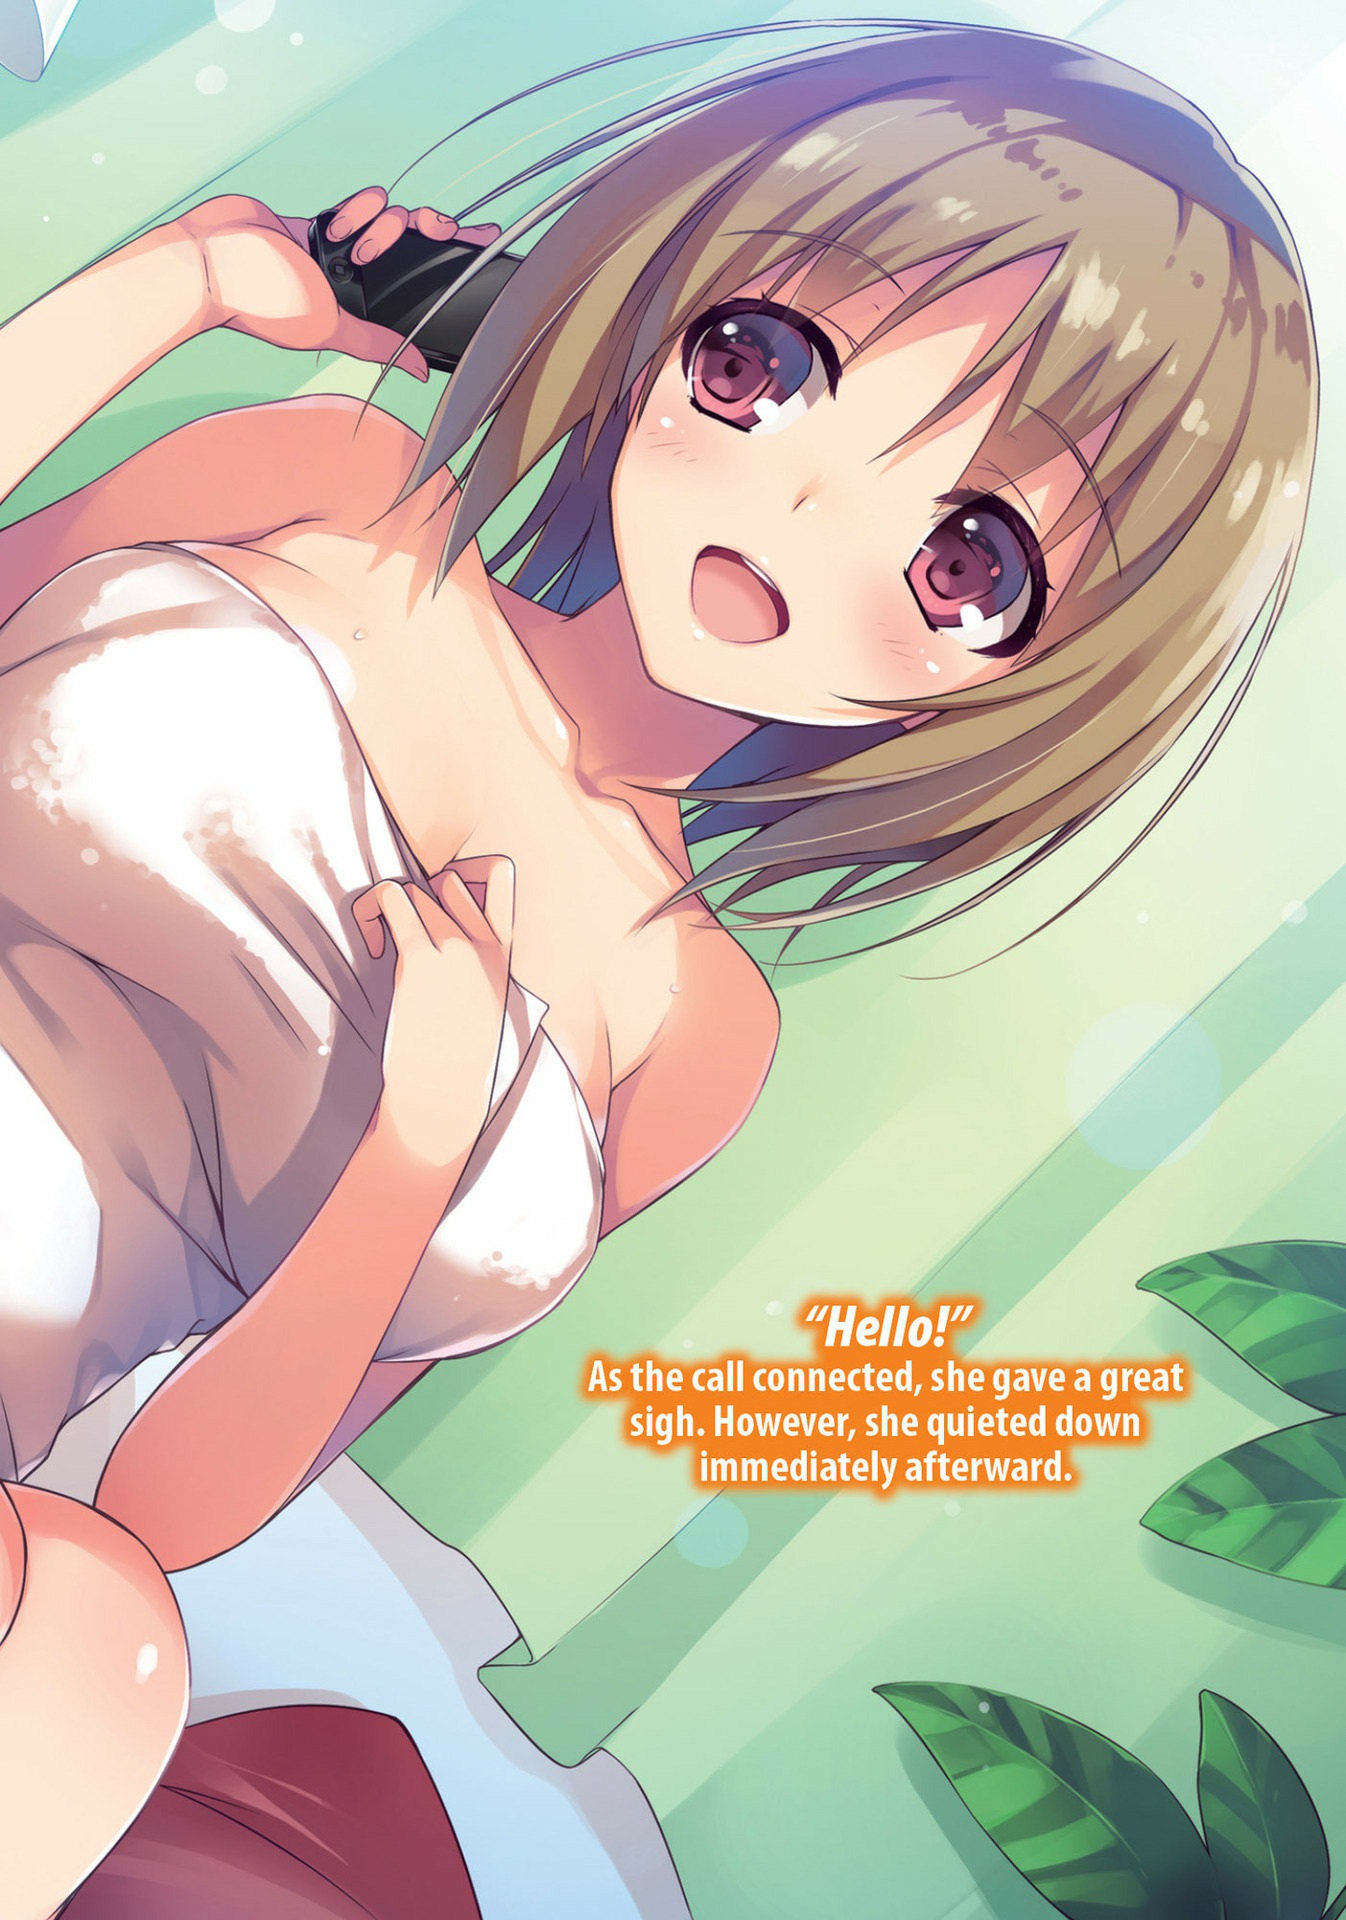 “Hello!”
As the call connected, she gave a great
sigh. However, she quieted down
immediately afterward.